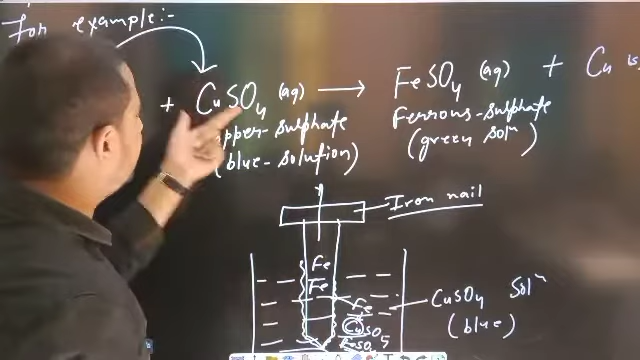 For example:-
+ CuSO4 (aq) → FeSO4 (aq) + Cu
Copper-sulphate Ferrous-sulphate
(blue-solution) (green solⁿ)
Iron nail
Fe
Fe
Fe
CuSO4 Solⁿ
(blue)